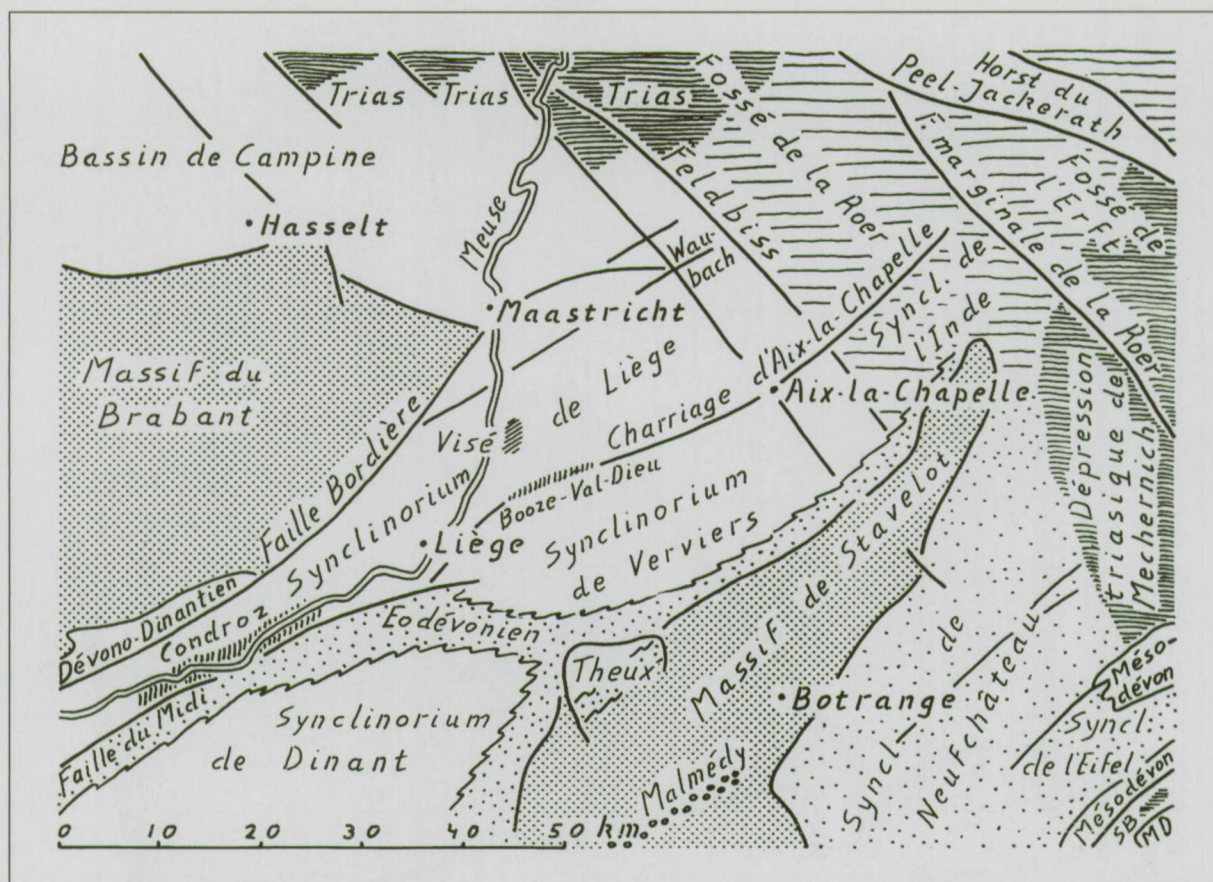 Trias
Trias
Trias
Fossé de la Roer
Horst du
Peel-Jackerath
F. marginale de la Roer
Fosse de
l'Erft
Bassin de Campine
Feldbiss
Hasselt
Meuse
Wau-
bach
Maastricht
Syncl. de
l'Inde
Massif du
Brabant
Synclinorium de Liège
Charriage d'Aix-la-Chapelle
Aix-la-Chapelle
Dépression
triasique de
Mechernich
Visé
Faille Bordière
Booze-Val-Dieu
Liège
Synclinorium
de Verviers
Massif de Stavelot
Dévono-Dinantien
Condroz
Eodévonien
Theux
Faille du Midi
Synclinorium
de Dinant
Botrange
Syncl. de
Neufchâteau
Méso-
dévon
Syncl.
de l'Eifel
Malmédy
Mésodévon
SB
MD
0 10 20 30 40 50 km.